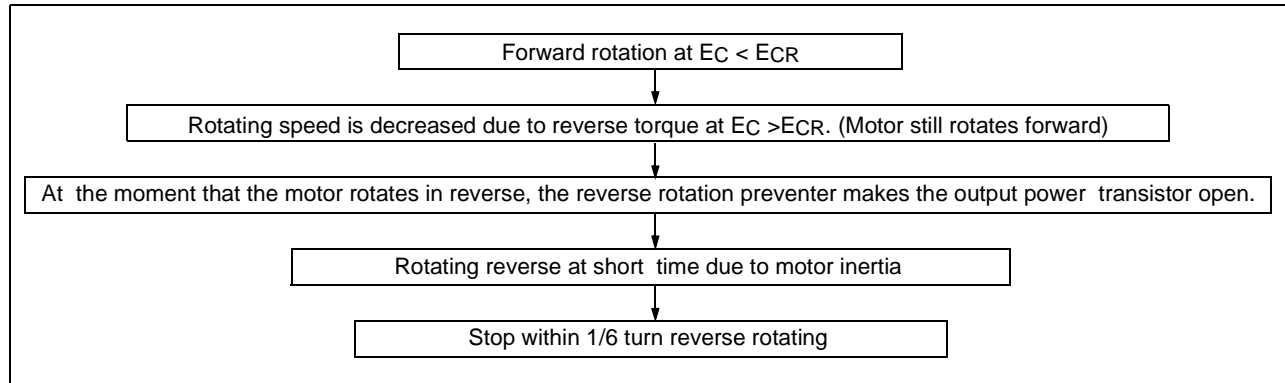 Forward rotation at EC < ECR
Rotating speed is decreased due to reverse torque at EC >ECR. (Motor still rotates forward)
At the moment that the motor rotates in reverse, the reverse rotation preventer makes the output power transistor open.
Rotating reverse at short time due to motor inertia
Stop within 1/6 turn reverse rotating